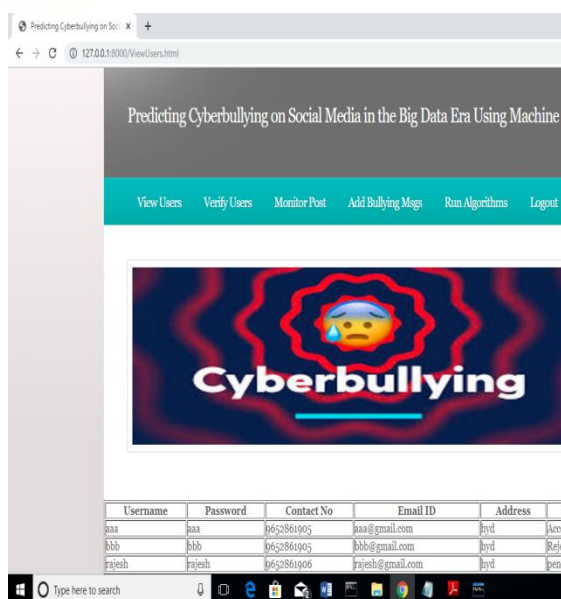 Predicting Cyberbullying on Soci
127.0.0.1:8000/ViewUsers.html
Predicting Cyberbullying on Social Media in the Big Data Era Using Machine
View Users Verify Users Monitor Post Add Bullying Msgs Run Algorithms Logout
Cyberbullying
Username Password Contact No Email ID Address
aaa aaa 9652861905 aaa@gmail.com hyd Acc
bbb bbb 9652861905 bbb@gmail.com hyd Rej
rajesh rajesh 9652861906 rajesh@gmail.com hyd pen
Type here to search